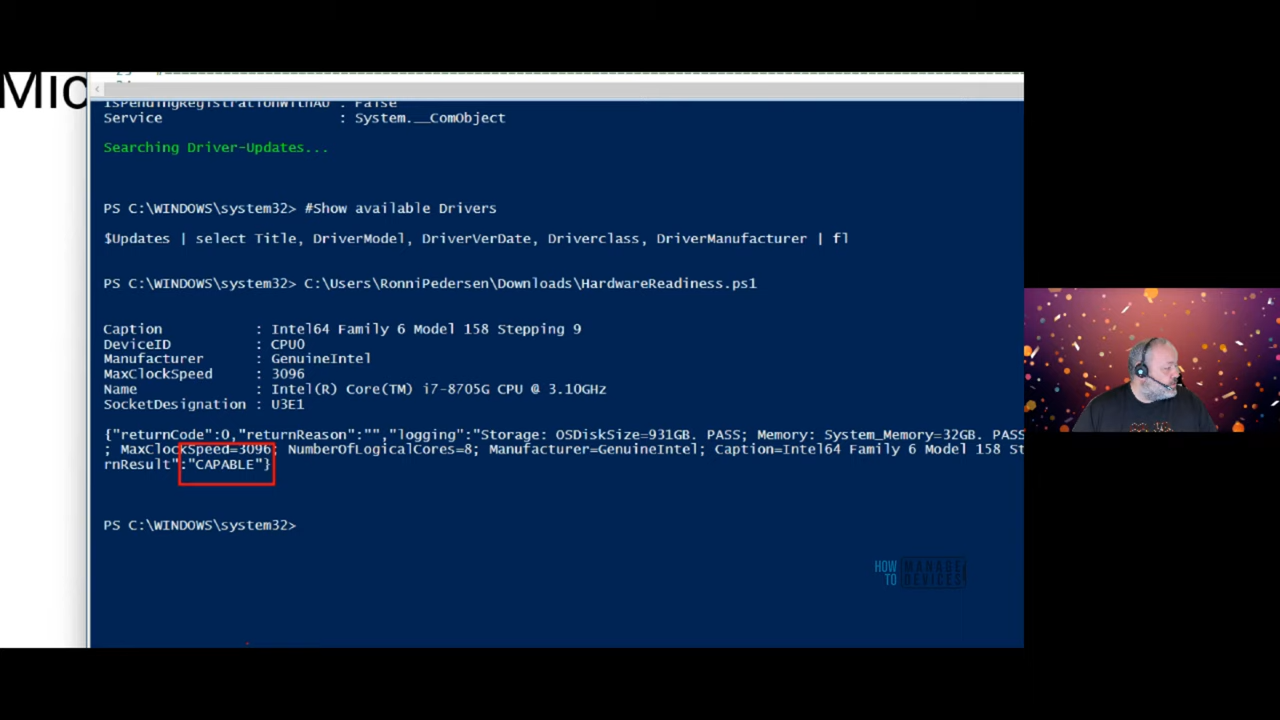 Mic
IsPendingRegistrationWithAU : False
Service : System.__ComObject
Searching Driver-Updates...
PS C:\WINDOWS\system32> #Show available Drivers
$Updates | select Title, DriverModel, DriverVerDate, Driverclass, DriverManufacturer | fl
PS C:\WINDOWS\system32> C:\Users\RonniPedersen\Downloads\HardwareReadiness.ps1
Caption : Intel64 Family 6 Model 158 Stepping 9
DeviceID : CPU0
Manufacturer : GenuineIntel
MaxClockSpeed : 3096
Name : Intel(R) Core(TM) i7-8705G CPU @ 3.10GHz
SocketDesignation : U3E1
{"returnCode":0,"returnReason":"","logging":"Storage: OSDiskSize=931GB. PASS; Memory: System_Memory=32GB. PASS
; MaxClockSpeed=3096; NumberOfLogicalCores=8; Manufacturer=GenuineIntel; Caption=Intel64 Family 6 Model 158 St
rnResult":"CAPABLE"}
PS C:\WINDOWS\system32>
HOW MANAGE
TO DEVICES